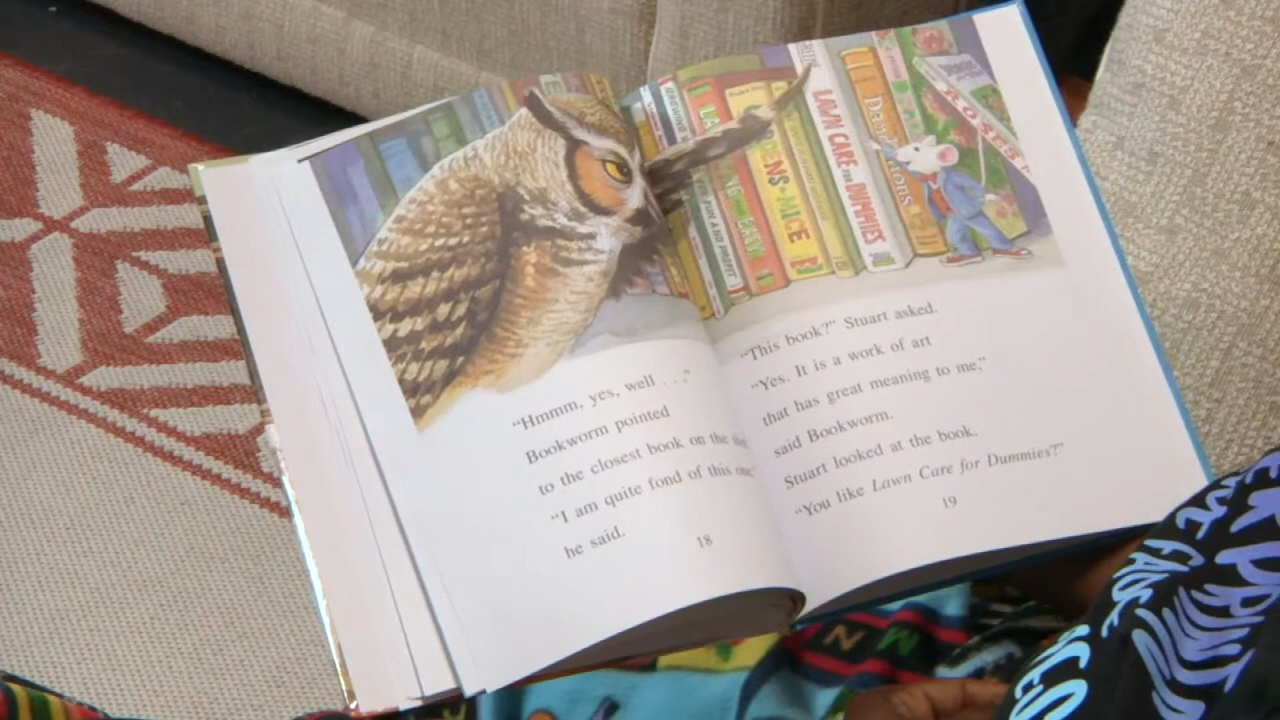 "Hmmm, yes, well . . ."
Bookworm pointed
to the closest book on the
"I am quite fond of this one,"
he said.
18
LAWN CARE FOR DUMMIES
ROSES
"This book?" Stuart asked.
"Yes. It is a work of art
that has great meaning to me,"
said Bookworm.
Stuart looked at the book.
"You like Lawn Care for Dummies?"
19